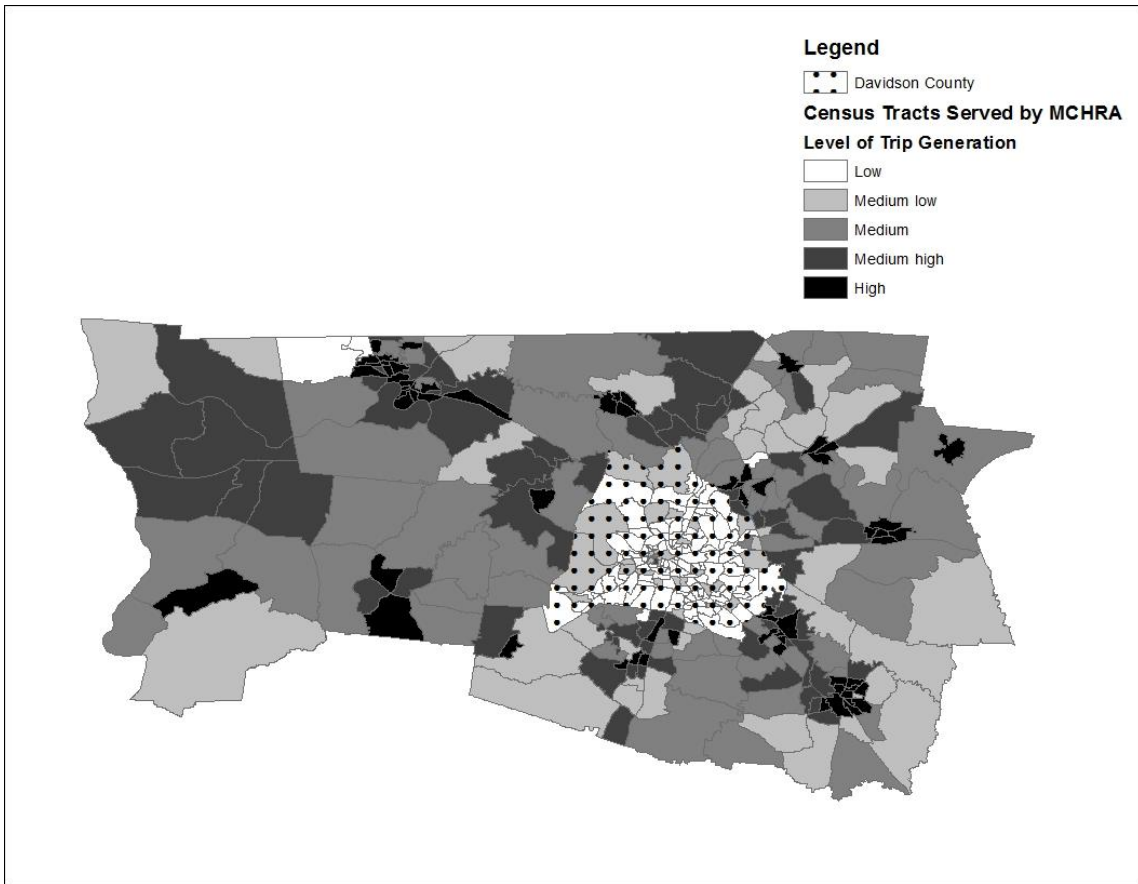 Legend
Davidson County
Census Tracts Served by MCHRA
Level of Trip Generation
Low
Medium low
Medium
Medium high
High